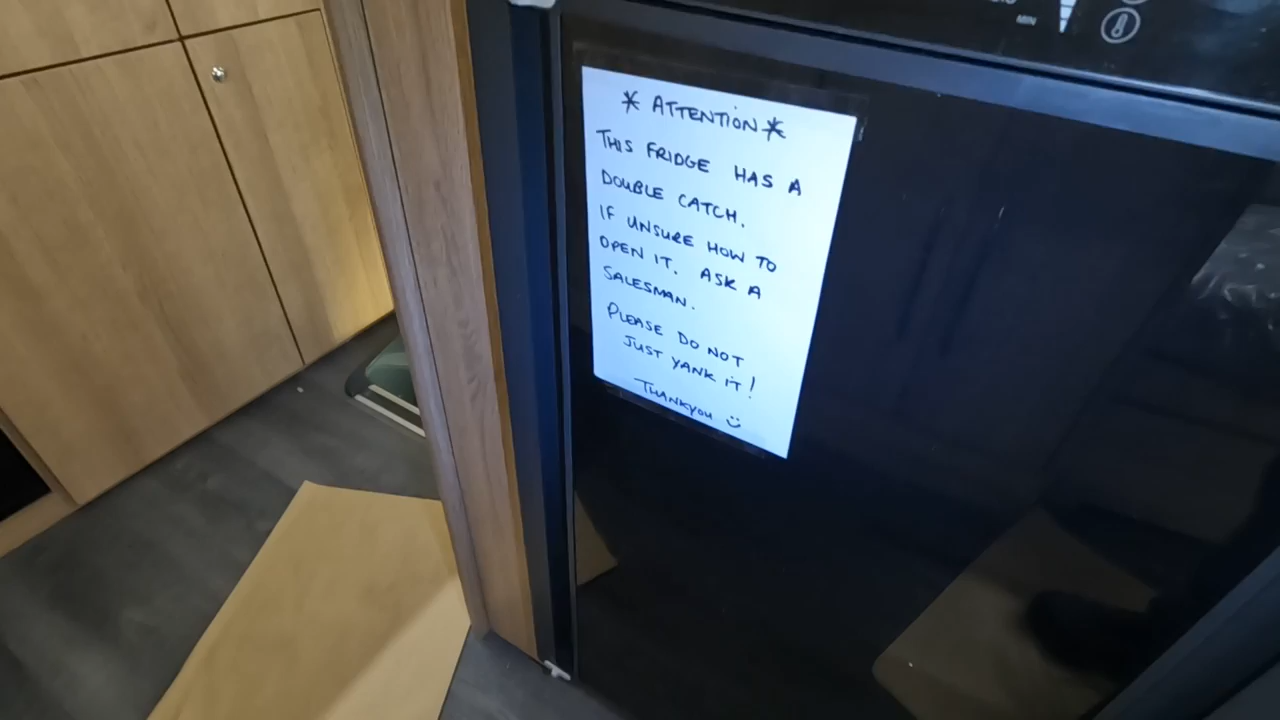 MIN
* ATTENTION *
THIS FRIDGE HAS A
DOUBLE CATCH.
IF UNSURE HOW TO
OPEN IT. ASK A
SALESMAN.
PLEASE DO NOT
JUST YANK IT!
THANKYOU ☺